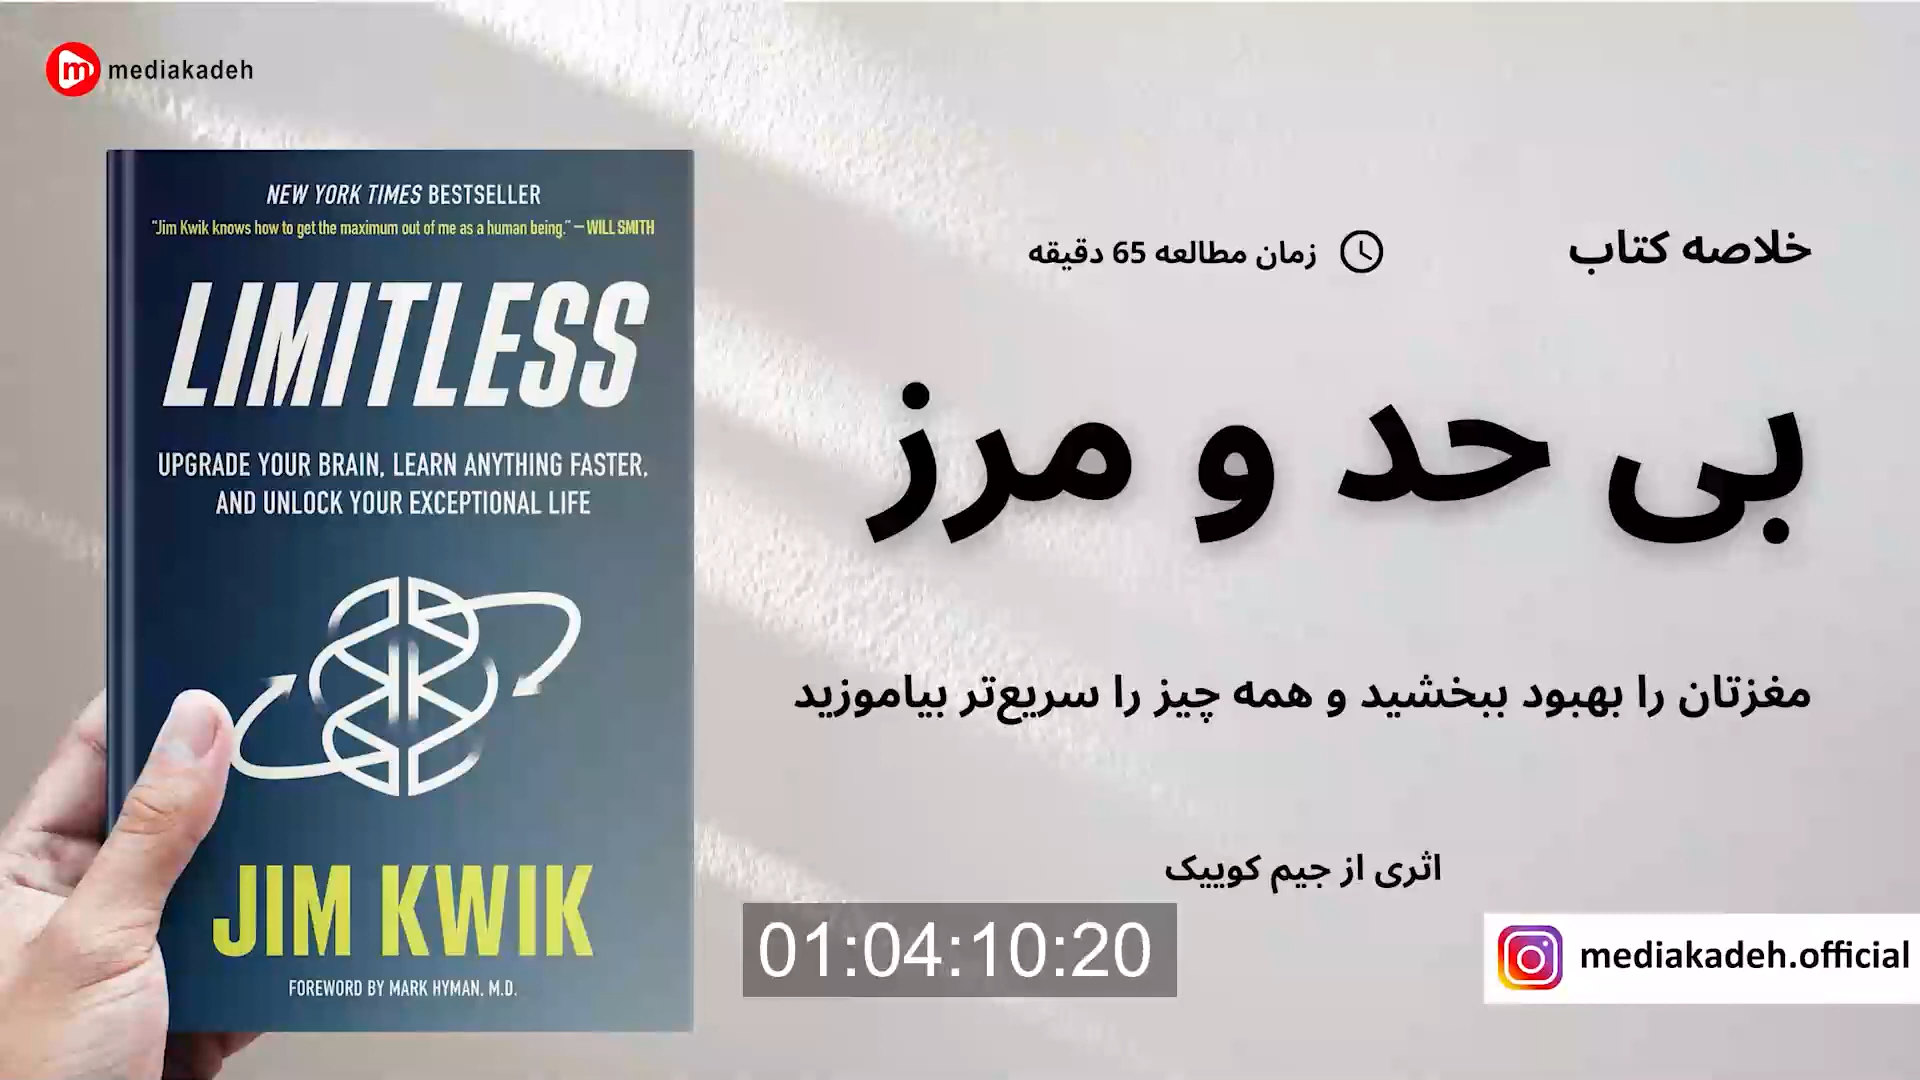 mediakadeh
NEW YORK TIMES BESTSELLER
"Jim Kwik knows how to get the maximum out of me as a human being." – WILL SMITH
LIMITLESS
UPGRADE YOUR BRAIN, LEARN ANYTHING FASTER,
AND UNLOCK YOUR EXCEPTIONAL LIFE
JIM KWIK
FOREWORD BY MARK HYMAN, M.D.
خلاصه کتاب
زمان مطالعه 65 دقیقه
بی حد و مرز
مغزتان را بهبود ببخشید و همه چیز را سریع‌تر بیاموزید
اثری از جیم کوییک
01:04:10:20
mediakadeh.official